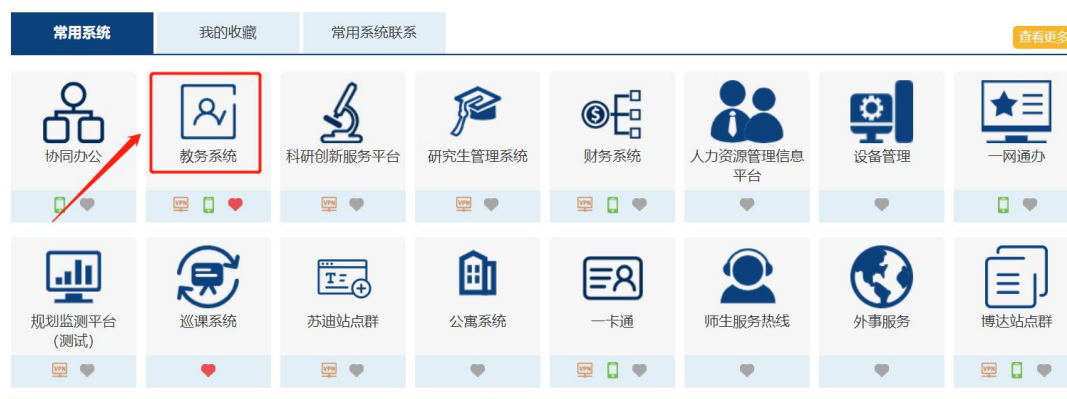 常用系统
我的收藏
常用系统联系
查看更多
协同办公
教务系统
科研创新服务平台
研究生管理系统
财务系统
人力资源管理信息
平台
设备管理
一网通办
VPN
VPN
VPN
VPN
规划监测平台
(测试)
巡课系统
苏迪站点群
公寓系统
一卡通
师生服务热线
外事服务
博达站点群
VPN
VPN
VPN
VPN